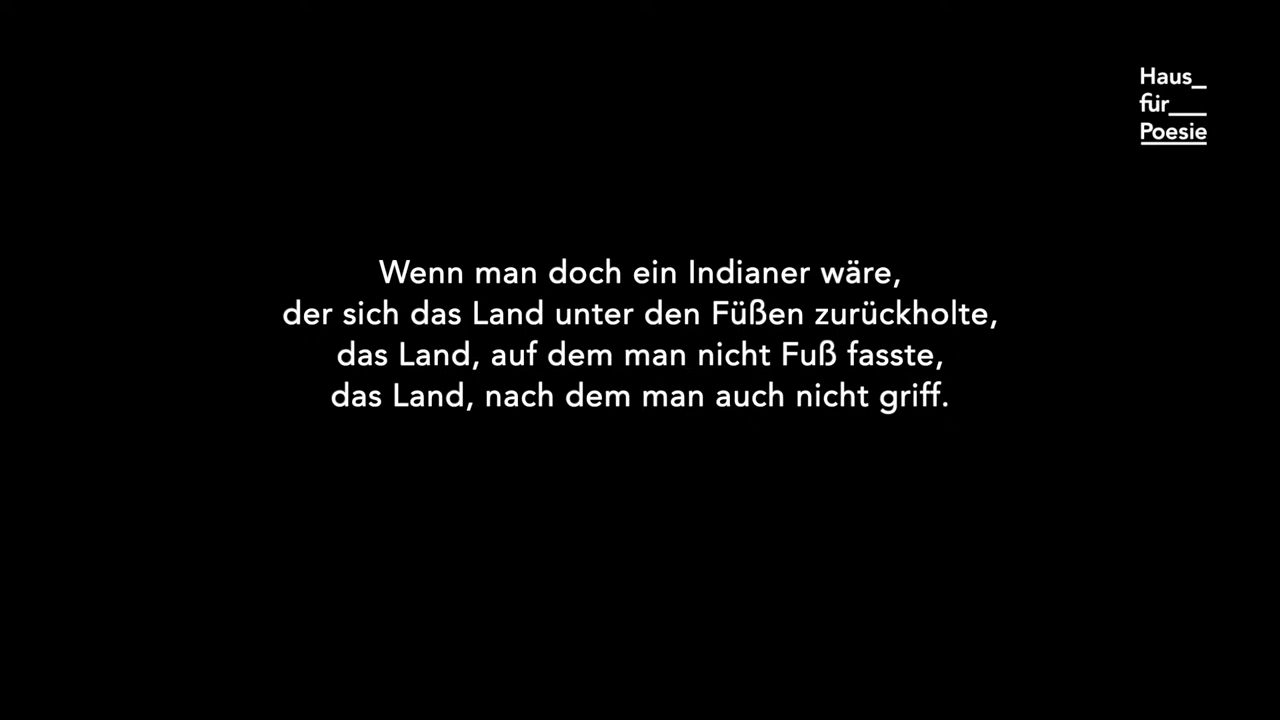 Haus_
für___
Poesie
Wenn man doch ein Indianer wäre,
der sich das Land unter den Füßen zurückholte,
das Land, auf dem man nicht Fuß fasste,
das Land, nach dem man auch nicht griff.